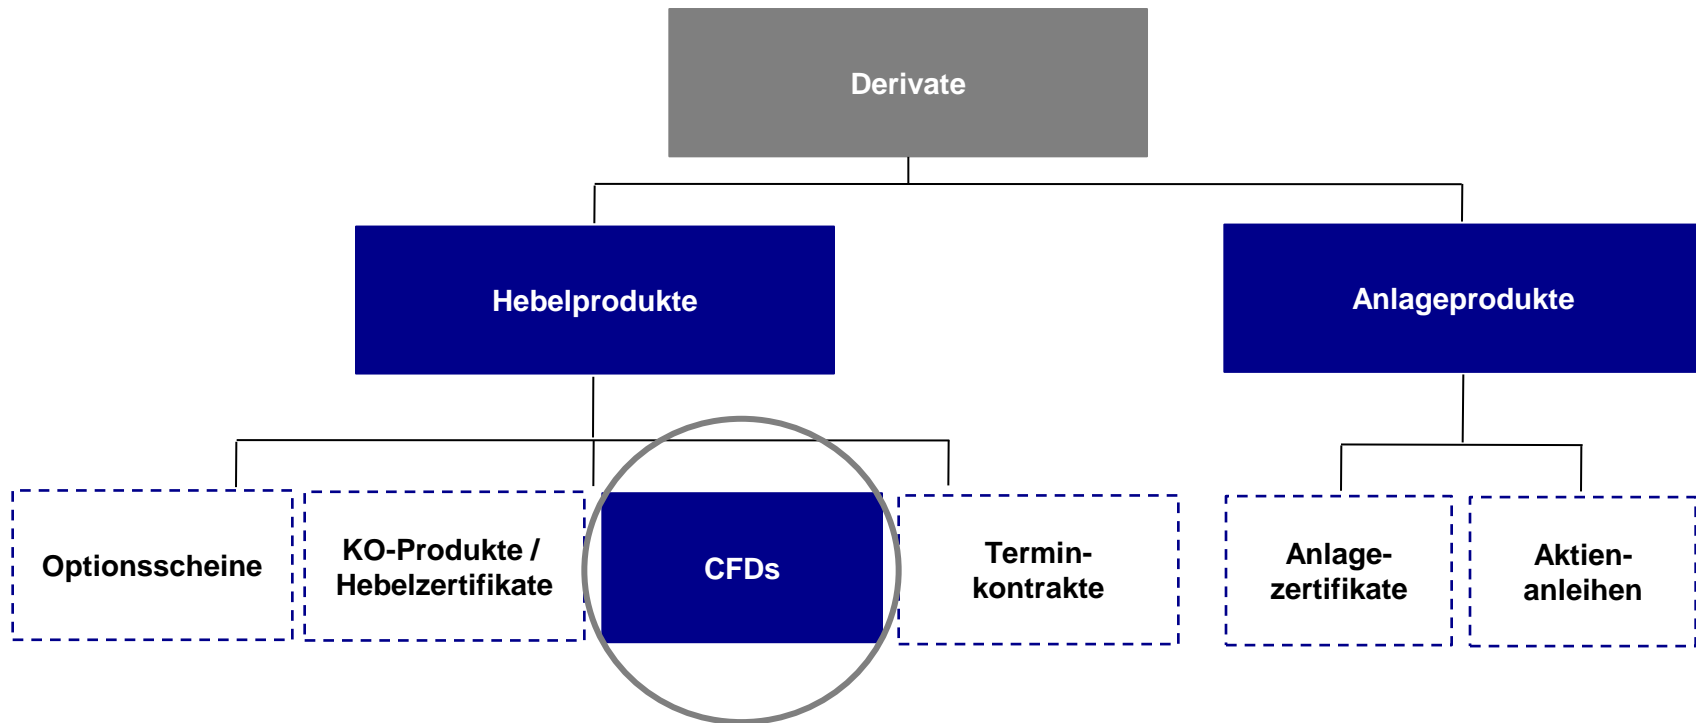 Derivate
Hebelprodukte
Anlageprodukte
Optionsscheine
KO-Produkte /
Hebelzertifikate
CFDs
Termin-
kontrakte
Anlage-
zertifikate
Aktien-
anleihen